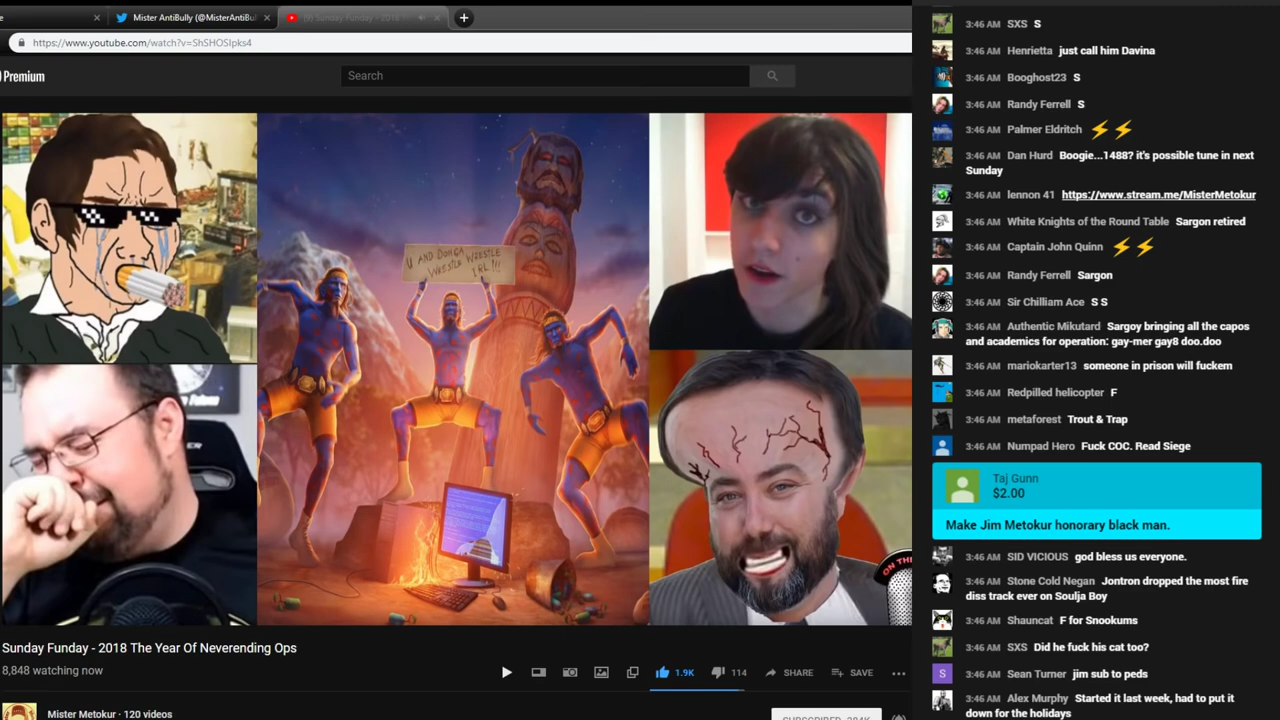 Mister AntiBully (@MisterAntiBul
(9) Sunday Funday - 2018
https://www.youtube.com/watch?v=ShSHOSIpks4
Premium
Search
U AND DONGA
WRESTLE WRESTLE
IRL!!!
ON THE
Sunday Funday - 2018 The Year Of Neverending Ops
8,848 watching now
1.9K
114
SHARE
SAVE
Mister Metokur · 120 videos
SUBSCRIBED 284K
3:46 AM SXS S
3:46 AM Henrietta just call him Davina
3:46 AM Booghost23 S
3:46 AM Randy Ferrell S
3:46 AM Palmer Eldritch ⚡⚡
3:46 AM Dan Hurd Boogie...1488? it's possible tune in next
Sunday
3:46 AM lennon 41 https://www.stream.me/MisterMetokur
3:46 AM White Knights of the Round Table Sargon retired
3:46 AM Captain John Quinn ⚡⚡
3:46 AM Randy Ferrell Sargon
3:46 AM Sir Chilliam Ace S S
3:46 AM Authentic Mikutard Sargoy bringing all the capos
and academics for operation: gay-mer gay8 doo.doo
3:46 AM mariokarter13 someone in prison will fuckem
3:46 AM Redpilled helicopter F
3:46 AM metaforest Trout & Trap
3:46 AM Numpad Hero Fuck COC. Read Siege
Taj Gunn
$2.00
Make Jim Metokur honorary black man.
3:46 AM SID VICIOUS god bless us everyone.
3:46 AM Stone Cold Negan Jontron dropped the most fire
diss track ever on Soulja Boy
3:46 AM Shauncat F for Snookums
3:46 AM SXS Did he fuck his cat too?
S
3:46 AM Sean Turner jim sub to peds
3:46 AM Alex Murphy Started it last week, had to put it
down for the holidays